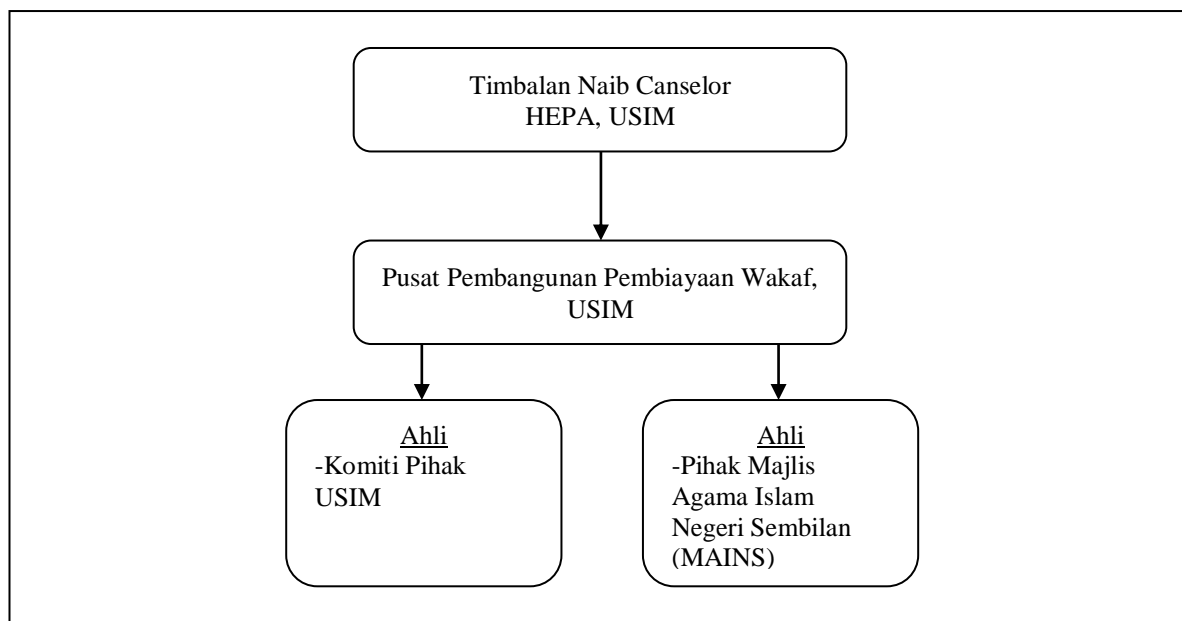 Timbalan Naib Canselor
HEPA, USIM
Pusat Pembangunan Pembiayaan Wakaf,
USIM
Ahli
-Komiti Pihak
USIM
Ahli
-Pihak Majlis
Agama Islam
Negeri Sembilan
(MAINS)